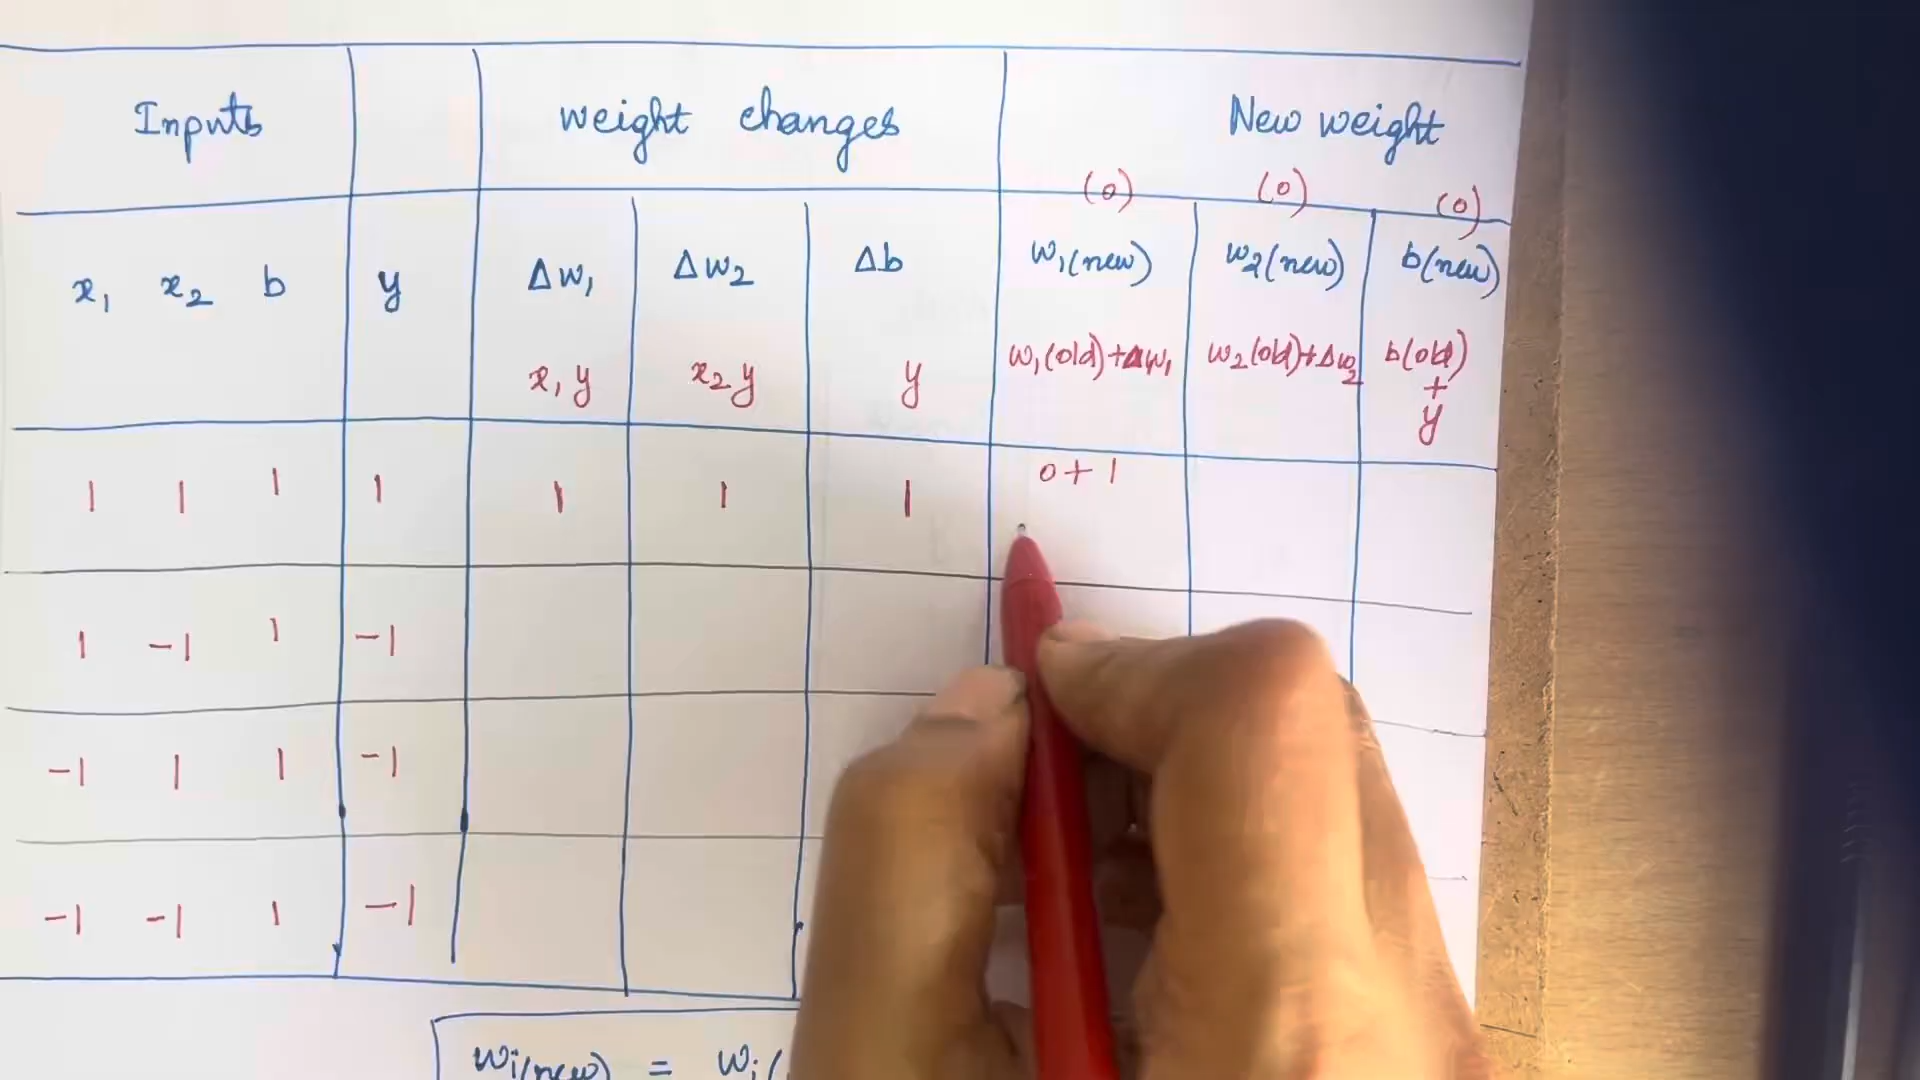 Inputs weight changes New weight
(0) (0) (0)
x₁ x₂ b y Δw₁ Δw₂ Δb w₁(new) w₂(new) b(new)
x₁y x₂y y w₁(old)+Δw₁ w₂(old)+Δw₂ b(old)
+
y
1 1 1 1 1 1 1 0+1
1 -1 1 -1
-1 1 1 -1
-1 -1 1 -1
wi(new) = wi(